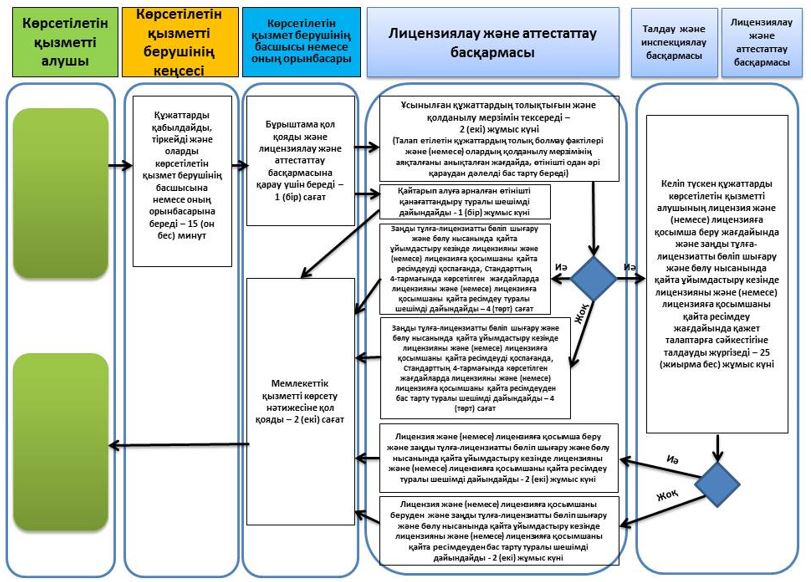 Көрсетілетін
қызметті
алушы
Көрсетілетін
қызметті
берушінің
кеңсесі
Көрсетілетін
қызмет берушінің
басшысы немесе
оның орынбасары
Лицензиялау және аттестаттау
басқармасы
Талдау және
инспекциялау
басқармасы
Лицензиялау
және
аттестаттау
басқармасы
Құжаттарды
қабылдайды,
тіркейді және
оларды
көрсетілетін
қызмет берушінің
басшысына
немесе оның
орынбасарына
береді – 15 (он
бес) минут
Бұрыштама қол
қояды және
лицензиялау және
аттестаттау
басқармасына
қарау үшін береді –
1 (бір) сағат
Мемлекеттік
қызметті көрсету
нәтижесіне қол
қояды – 2 (екі) сағат
Ұсынылған құжаттардың толықтығын және
қолданылу мерзімін тексереді –
2 (екі) жұмыс күні
(Талап етілетін құжаттардың толық болмау фактілері
және (немесе) олардың қолданылу мерзімінің
аяқталғаны анықталған жағдайда, өтінішті одан әрі
қараудан дәлелді бас тарту береді)
Қайтарып алуға арналған өтінішті
қанағаттандыру туралы шешімді
дайындайды - 1 (бір) жұмыс күні
Заңды тұлға-лицензиатты бөліп шығару
және бөлу нысанында қайта
ұйымдастыру кезінде лицензияны және
(немесе) лицензияға қосымшаны қайта
ресімдеуді қоспағанда, Стандарттың
4-тармағында көрсетілген жағдайларда
лицензияны және (немесе) лицензияға
қосымшаны қайта ресімдеу туралы
шешімді дайындайды – 4 (төрт) сағат
Иә
Иә
Жоқ
Заңды тұлға-лицензиатты бөліп шығару және
бөлу нысанында қайта ұйымдастыру кезінде
лицензияны және (немесе) лицензияға
қосымшаны қайта ресімдеуді қоспағанда,
Стандарттың 4-тармағында көрсетілген
жағдайларда лицензияны және (немесе)
лицензияға қосымшаны қайта ресімдеуден
бас тарту туралы шешімді дайындайды – 4
(төрт) сағат
Лицензия және (немесе) лицензияға қосымша беру
және заңды тұлға-лицензиатты бөліп шығару және бөлу
нысанында қайта ұйымдастыру кезінде лицензияны
және (немесе) лицензияға қосымшаны қайта ресімдеу
туралы шешімді дайындайды - 2 (екі) жұмыс күні
Лицензия және (немесе) лицензияға қосымшаны
беруден және заңды тұлға-лицензиатты бөліп шығару
және бөлу нысанында қайта ұйымдастыру кезінде
лицензияны және (немесе) лицензияға қосымшаны
қайта ресімдеуден бас тарту туралы шешімді
дайындайды - 2 (екі) жұмыс күні
Келіп түскен құжаттарды
көрсетілетін қызметті
алушының лицензия және
(немесе) лицензияға
қосымша беру жағдайында
және заңды тұлға-
лицензиатты бөліп шығару
және бөлу нысанында
қайта ұйымдастыру кезінде
лицензияны және (немесе)
лицензияға қосымшаны
қайта ресімдеу
жағдайында қажет
талаптарға сәйкестігіне
талдауды жүргізеді – 25
(жиырма бес) жұмыс күні
Иә
Жоқ